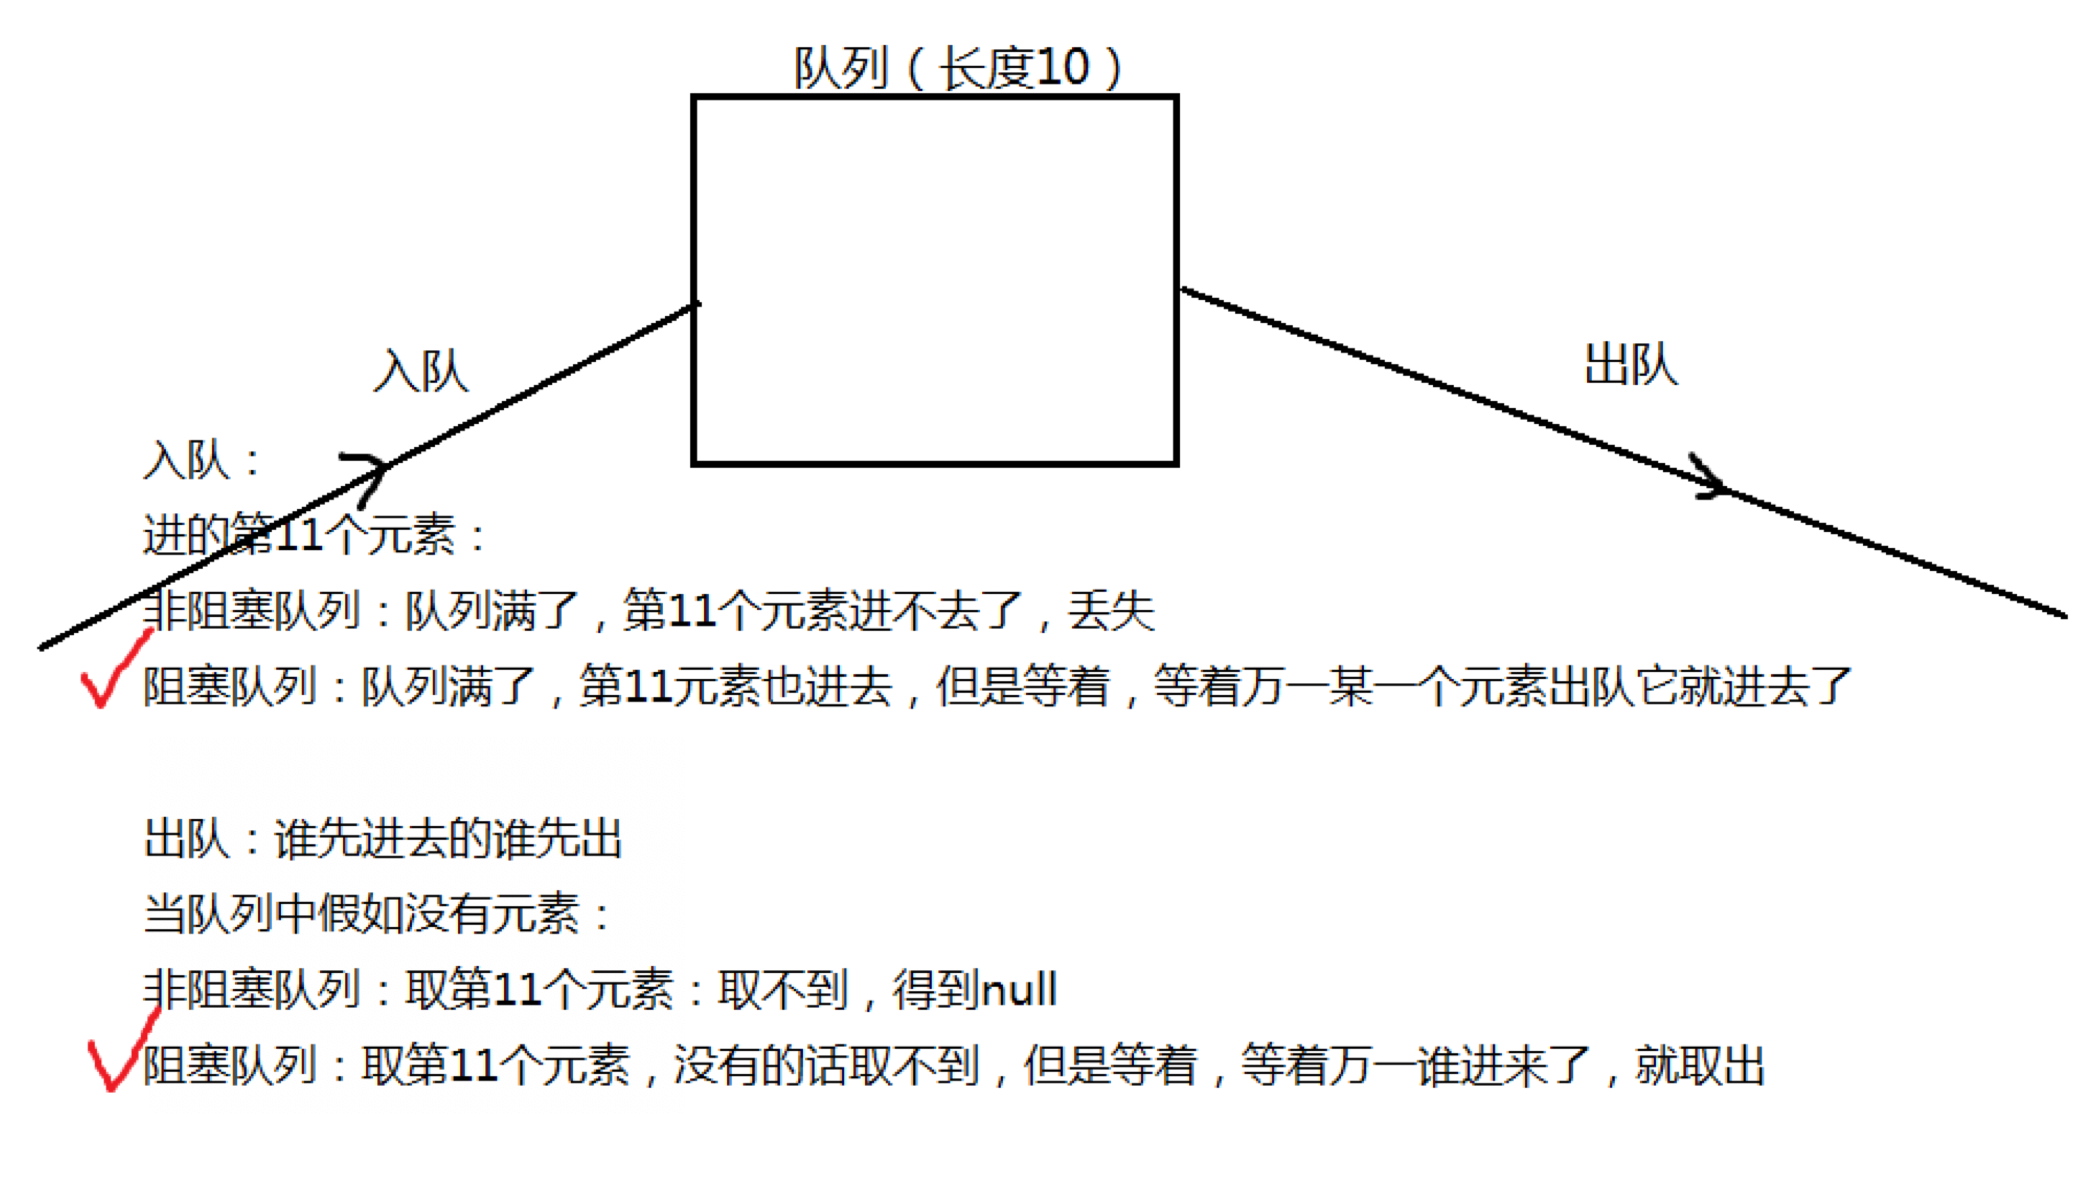 队列（长度10）
入队
出队
入队：
进的第11个元素：
非阻塞队列：队列满了，第11个元素进不去了，丢失
阻塞队列：队列满了，第11元素也进去，但是等着，等着万一某一个元素出队它就进去了
出队：谁先进去的谁先出
当队列中假如没有元素：
非阻塞队列：取第11个元素：取不到，得到null
阻塞队列：取第11个元素，没有的话取不到，但是等着，等着万一谁进来了，就取出